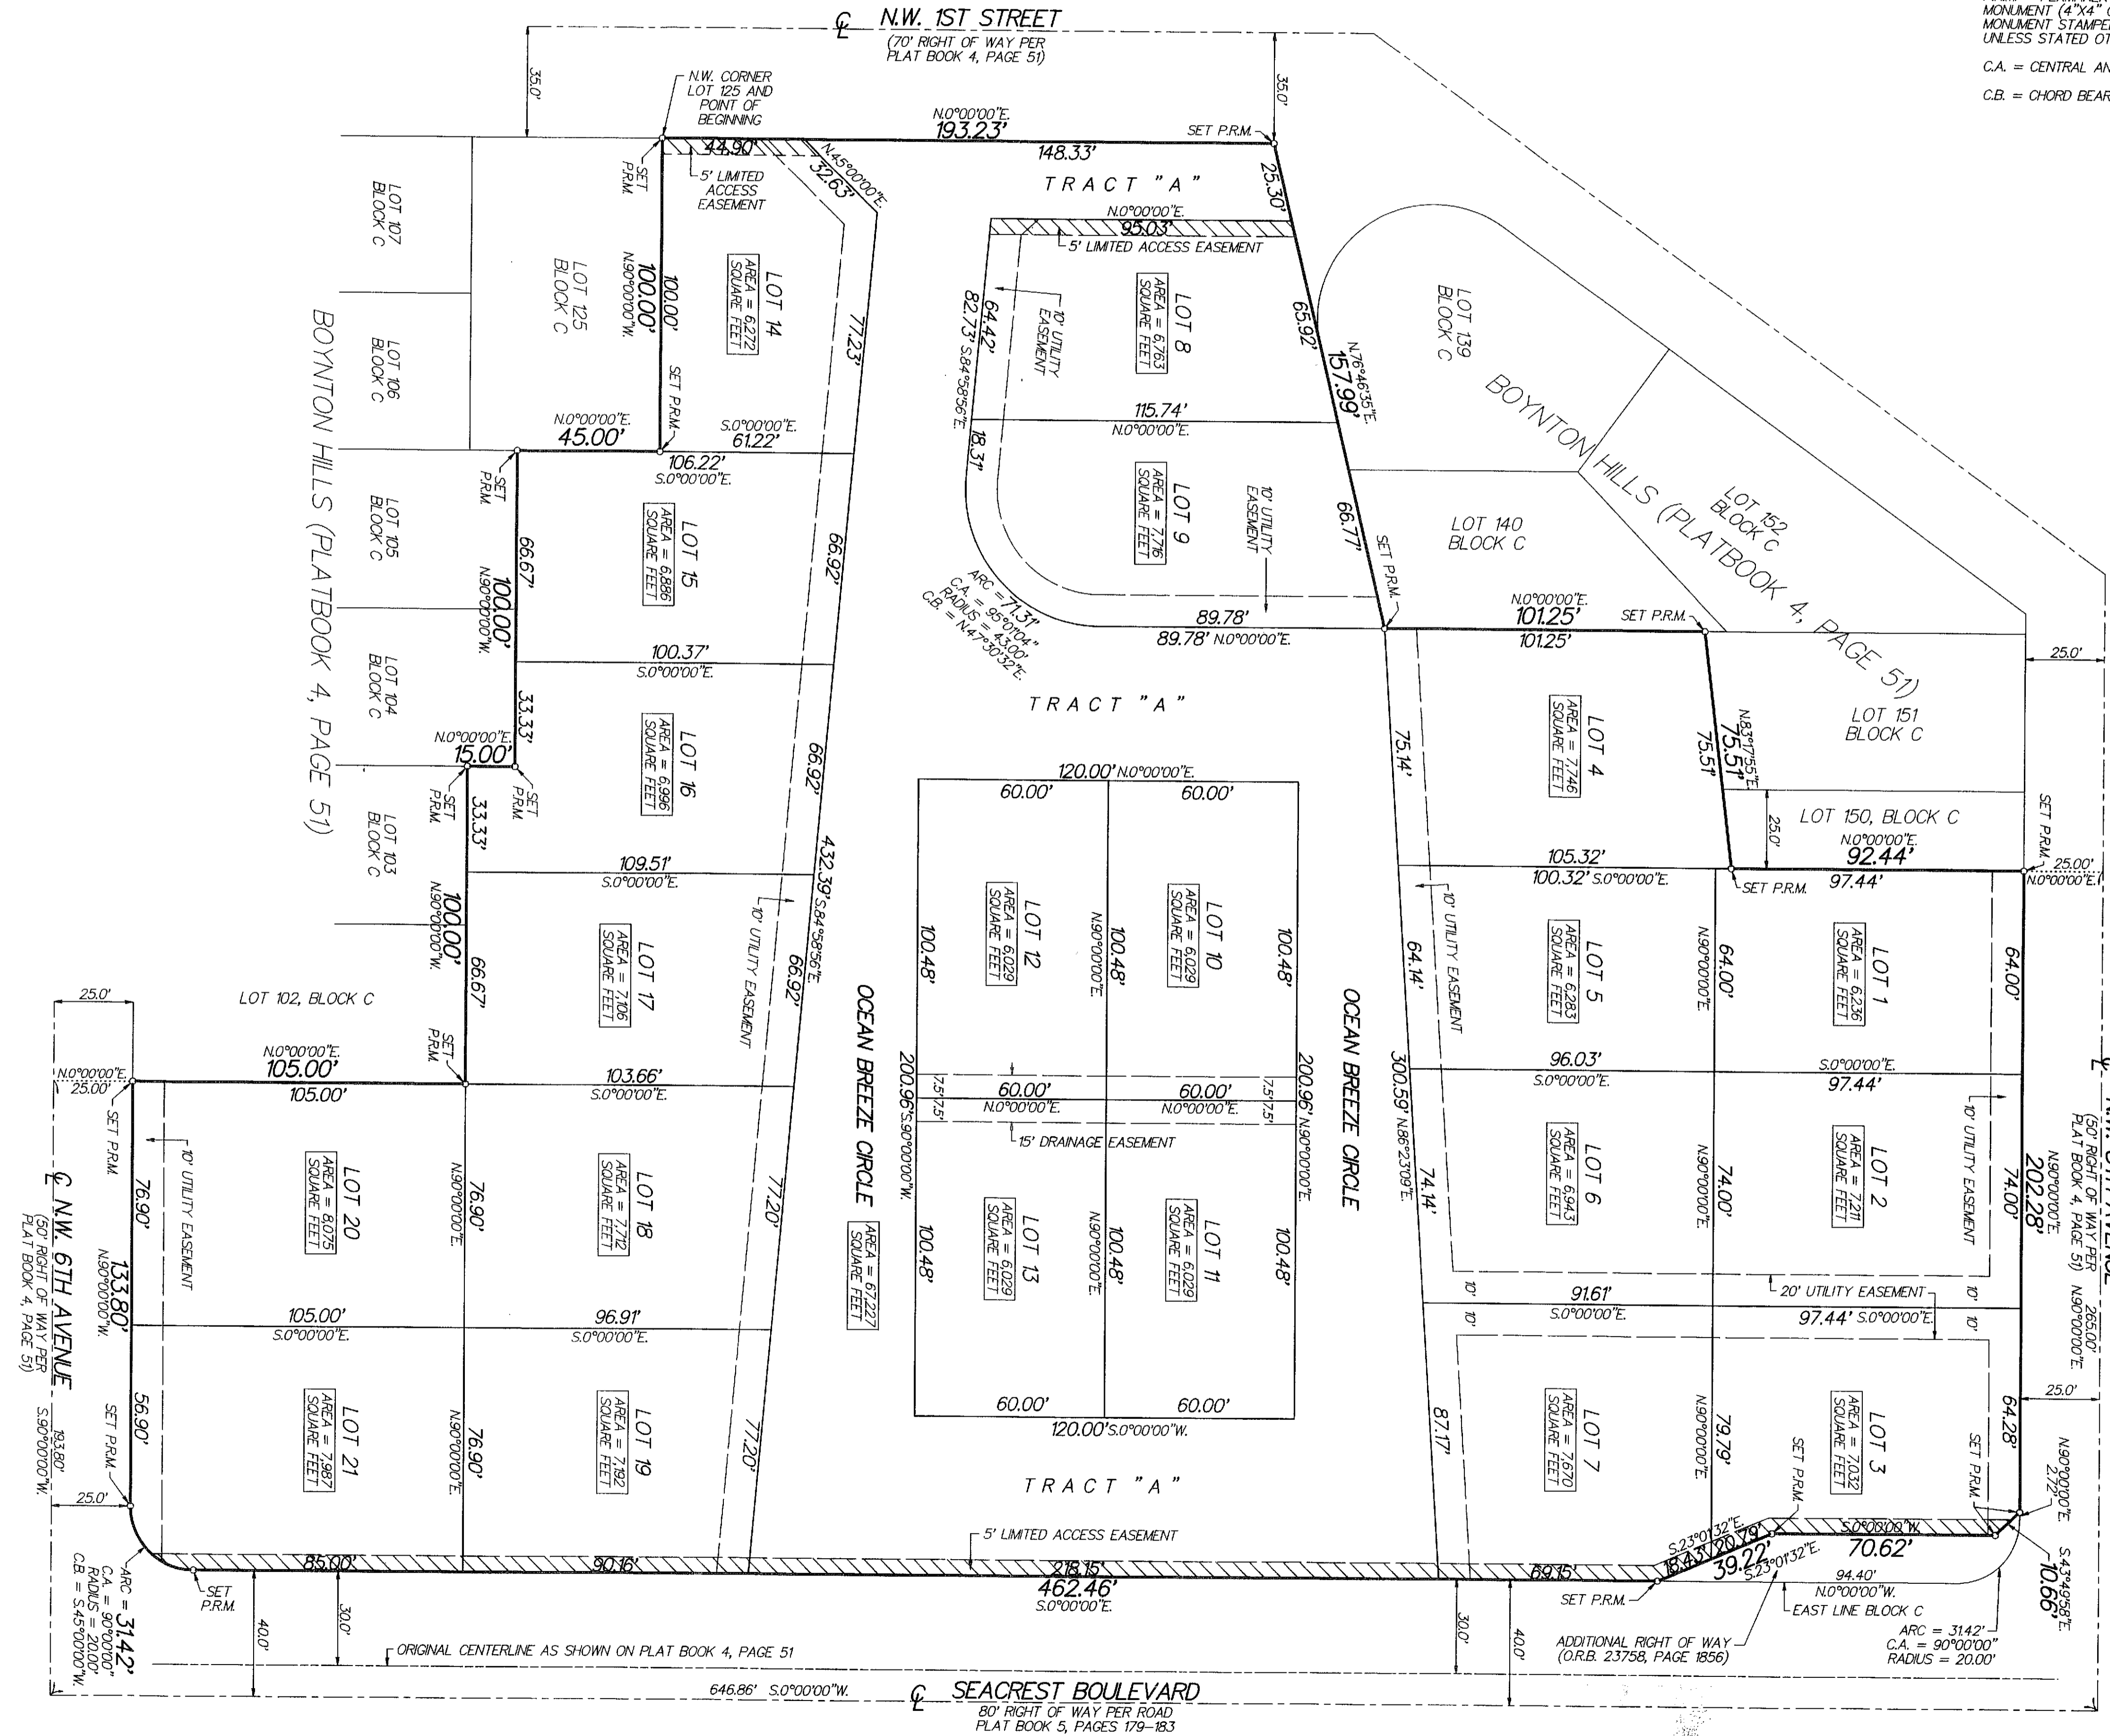 ℄ N.W. 1ST STREET
(70' RIGHT OF WAY PER
PLAT BOOK 4, PAGE 51)
MONUMENT (4"X4"
MONUMENT
UNLESS STATED
C.A. = CENTRAL
C.B. = CHORD
35.0'
35.0'
N.W. CORNER
LOT 125 AND
POINT OF
BEGINNING
N.0°00'00"E.
193.23'
SET P.R.M.
44.90'
148.33'
N.45°00'00"E.
32.63'
25.30'
SET
P.R.M.
5' LIMITED
ACCESS
EASEMENT
TRACT "A"
N.0°00'00"E.
95.03'
5' LIMITED ACCESS EASEMENT
LOT 107
BLOCK C
LOT 106
BLOCK C
LOT 105
BLOCK C
LOT 104
BLOCK C
LOT 103
BLOCK C
LOT 102, BLOCK C
LOT 125
BLOCK C
BOYNTON HILLS (PLATBOOK 4, PAGE 51)
100.00'
N.90°00'00"W.
100.00'
LOT 14
AREA = 6,272
SQUARE FEET
77.23'
SET P.R.M.
N.0°00'00"E.
45.00'
S.0°00'00"E.
61.22'
106.22'
S.0°00'00"E.
SET
P.R.M.
64.42'
82.73' S.84°58'56"E.
18.31'
10' UTILITY
EASEMENT
LOT 8
AREA = 6,763
SQUARE FEET
65.92'
N.76°46'35"E.
157.99'
115.74'
N.0°00'00"E.
LOT 9
AREA = 7,716
SQUARE FEET
10' UTILITY
EASEMENT
66.77'
SET P.R.M.
ARC = 71.31'
C.A. = 95°01'04"
RADIUS = 43.00'
C.B. = N.47°30'32"E.
89.78'
89.78' N.0°00'00"E.
LOT 139
BLOCK C
LOT 140
BLOCK C
LOT 152
BLOCK C
BOYNTON HILLS (PLATBOOK 4, PAGE 51)
N.0°00'00"E.
101.25'
SET P.R.M.
101.25'
25.0'
LOT 151
BLOCK C
LOT 150, BLOCK C
25.0'
N.0°00'00"E.
92.44'
SET P.R.M.
25.00'
N.0°00'00"E.
N.83°17'55"E.
75.51'
75.51'
SET P.R.M.
97.44'
66.67'
100.00'
N.90°00'00"W.
33.33'
LOT 15
AREA = 6,886
SQUARE FEET
66.92'
100.37'
S.0°00'00"E.
N.0°00'00"E.
15.00'
SET
P.R.M.
SET
P.R.M.
LOT 16
AREA = 6,996
SQUARE FEET
66.92'
432.39' S.84°58'56"E.
109.51'
S.0°00'00"E.
33.33'
100.00'
N.90°00'00"W.
66.67'
LOT 17
AREA = 7,106
SQUARE FEET
10' UTILITY EASEMENT
66.92'
SET
P.R.M.
TRACT "A"
120.00' N.0°00'00"E.
60.00'
60.00'
LOT 12
AREA = 6,029
SQUARE FEET
LOT 10
AREA = 6,029
SQUARE FEET
100.48'
N.90°00'00"E.
100.48'
100.48'
OCEAN BREEZE CIRCLE
OCEAN BREEZE CIRCLE
AREA = 67,227
SQUARE FEET
200.96' S.90°00'00"W.
200.96' N.90°00'00"E.
7.5' 7.5'
60.00'
N.0°00'00"E.
60.00'
N.0°00'00"E.
7.5' 7.5'
15' DRAINAGE EASEMENT
LOT 13
AREA = 6,029
SQUARE FEET
LOT 11
AREA = 6,029
SQUARE FEET
100.48'
N.90°00'00"E.
100.48'
100.48'
60.00'
60.00'
120.00' S.0°00'00"W.
TRACT "A"
75.14'
LOT 4
AREA = 7,746
SQUARE FEET
105.32'
100.32' S.0°00'00"E.
10' UTILITY EASEMENT
64.14'
LOT 5
AREA = 6,283
SQUARE FEET
N.90°00'00"E.
64.00'
LOT 1
AREA = 6,236
SQUARE FEET
64.00'
300.59' N.86°23'09"E.
96.03'
S.0°00'00"E.
S.0°00'00"E.
97.44'
74.14'
LOT 6
AREA = 6,943
SQUARE FEET
N.90°00'00"E.
74.00'
LOT 2
AREA = 7,211
SQUARE FEET
10' UTILITY EASEMENT
74.00'
N.90°00'00"E.
202.28'
(50' RIGHT OF WAY PER
PLAT BOOK 4, PAGE 51)
265.00'
N.90°00'00"E.
10'
20' UTILITY EASEMENT
10'
91.61'
S.0°00'00"E.
97.44' S.0°00'00"E.
10'
10'
87.17'
LOT 7
AREA = 7,670
SQUARE FEET
N.90°00'00"E.
79.79'
LOT 3
AREA = 7,032
SQUARE FEET
64.28'
25.0'
SET P.R.M.
SET P.R.M.
N.90°00'00"E.
2.72'
S.43°49'58"E.
10.66'
S.23°01'32"E.
18.43'
20.79'
39.22'
S.23°01'32"E.
S.0°00'00"W.
70.62'
94.40'
N.0°00'00"W.
EAST LINE BLOCK C
ARC = 31.42'
C.A. = 90°00'00"
RADIUS = 20.00'
ADDITIONAL RIGHT OF WAY
(O.R.B. 23758, PAGE 1856)
SET P.R.M.
25.0'
N.0°00'00"E.
25.00'
N.0°00'00"E.
105.00'
105.00'
SET P.R.M.
103.66'
S.0°00'00"E.
10' UTILITY EASEMENT
76.90'
LOT 20
AREA = 8,075
SQUARE FEET
N.90°00'00"E.
76.90'
LOT 18
AREA = 7,712
SQUARE FEET
77.20'
133.80'
N.90°00'00"W.
105.00'
S.0°00'00"E.
96.91'
S.0°00'00"E.
56.90'
SET P.R.M.
LOT 21
AREA = 7,987
SQUARE FEET
N.90°00'00"E.
76.90'
LOT 19
AREA = 7,192
SQUARE FEET
77.20'
℄ N.W. 6TH AVENUE
(50' RIGHT OF WAY PER
PLAT BOOK 4, PAGE 51)
193.80'
S.90°00'00"W.
25.0'
ARC = 31.42'
C.A. = 90°00'00"
RADIUS = 20.00'
C.B. = S.45°00'00"W.
SET
P.R.M.
5' LIMITED ACCESS EASEMENT
85.00'
90.16'
218.15'
69.15'
462.46'
S.0°00'00"E.
40.0'
30.0'
30.0'
40.0'
ORIGINAL CENTERLINE AS SHOWN ON PLAT BOOK 4, PAGE 51
646.86' S.0°00'00"W.
℄ SEACREST BOULEVARD
80' RIGHT OF WAY PER ROAD
PLAT BOOK 5, PAGES 179-183